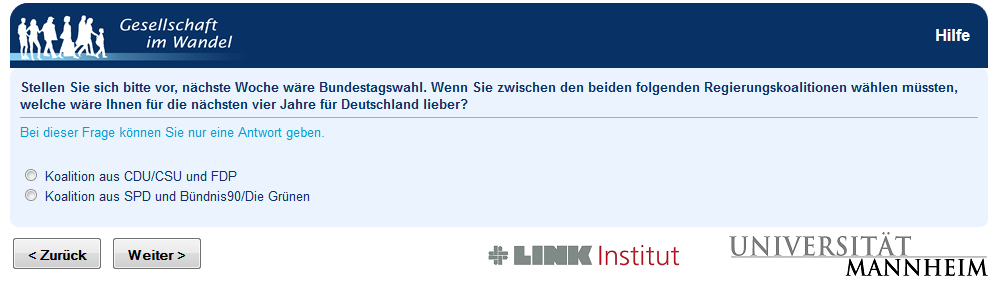 Gesellschaft
im Wandel
Hilfe
Stellen Sie sich bitte vor, nächste Woche wäre Bundestagswahl. Wenn Sie zwischen den beiden folgenden Regierungskoalitionen wählen müssten,
welche wäre Ihnen für die nächsten vier Jahre für Deutschland lieber?
Bei dieser Frage können Sie nur eine Antwort geben.
Koalition aus CDU/CSU und FDP
Koalition aus SPD und Bündnis90/Die Grünen
< Zurück
Weiter >
LINK Institut
UNIVERSITÄT
MANNHEIM